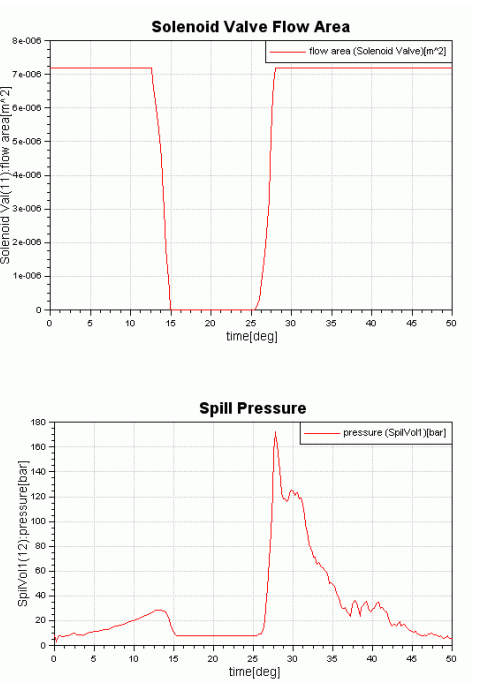 Solenoid Valve Flow Area
8e-006
flow area (Solenoid Valve)[m^2]
7e-006
6e-006
5e-006
4e-006
3e-006
2e-006
1e-006
0
Solenoid Val(11):flow area[m^2]
0 5 10 15 20 25 30 35 40 45 50
time[deg]
Spill Pressure
180
pressure (SpilVol1)[bar]
160
140
120
100
80
60
40
20
0
SpilVol1(12):pressure[bar]
0 5 10 15 20 25 30 35 40 45 50
time[deg]